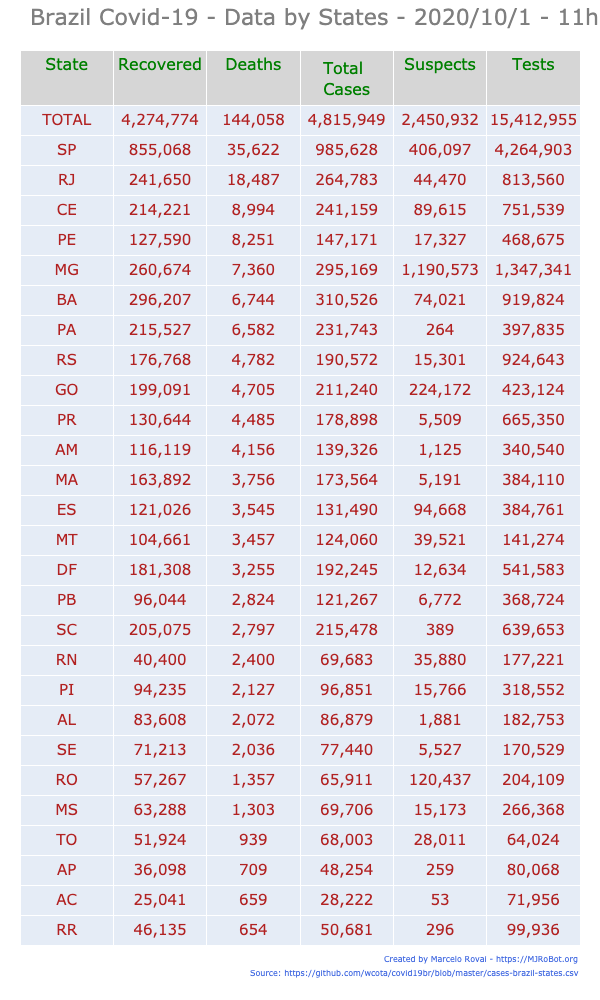 Brazil Covid-19 - Data by States - 2020/10/1 - 11h
State Recovered Deaths Total Cases Suspects Tests
TOTAL 4,274,774 144,058 4,815,949 2,450,932 15,412,955
SP 855,068 35,622 985,628 406,097 4,264,903
RJ 241,650 18,487 264,783 44,470 813,560
CE 214,221 8,994 241,159 89,615 751,539
PE 127,590 8,251 147,171 17,327 468,675
MG 260,674 7,360 295,169 1,190,573 1,347,341
BA 296,207 6,744 310,526 74,021 919,824
PA 215,527 6,582 231,743 264 397,835
RS 176,768 4,782 190,572 15,301 924,643
GO 199,091 4,705 211,240 224,172 423,124
PR 130,644 4,485 178,898 5,509 665,350
AM 116,119 4,156 139,326 1,125 340,540
MA 163,892 3,756 173,564 5,191 384,110
ES 121,026 3,545 131,490 94,668 384,761
MT 104,661 3,457 124,060 39,521 141,274
DF 181,308 3,255 192,245 12,634 541,583
PB 96,044 2,824 121,267 6,772 368,724
SC 205,075 2,797 215,478 389 639,653
RN 40,400 2,400 69,683 35,880 177,221
PI 94,235 2,127 96,851 15,766 318,552
AL 83,608 2,072 86,879 1,881 182,753
SE 71,213 2,036 77,440 5,527 170,529
RO 57,267 1,357 65,911 120,437 204,109
MS 63,288 1,303 69,706 15,173 266,368
TO 51,924 939 68,003 28,011 64,024
AP 36,098 709 48,254 259 80,068
AC 25,041 659 28,222 53 71,956
RR 46,135 654 50,681 296 99,936
Created by Marcelo Rovai - https://MJRoBot.org
Source: https://github.com/wcota/covid19br/blob/master/cases-brazil-states.csv